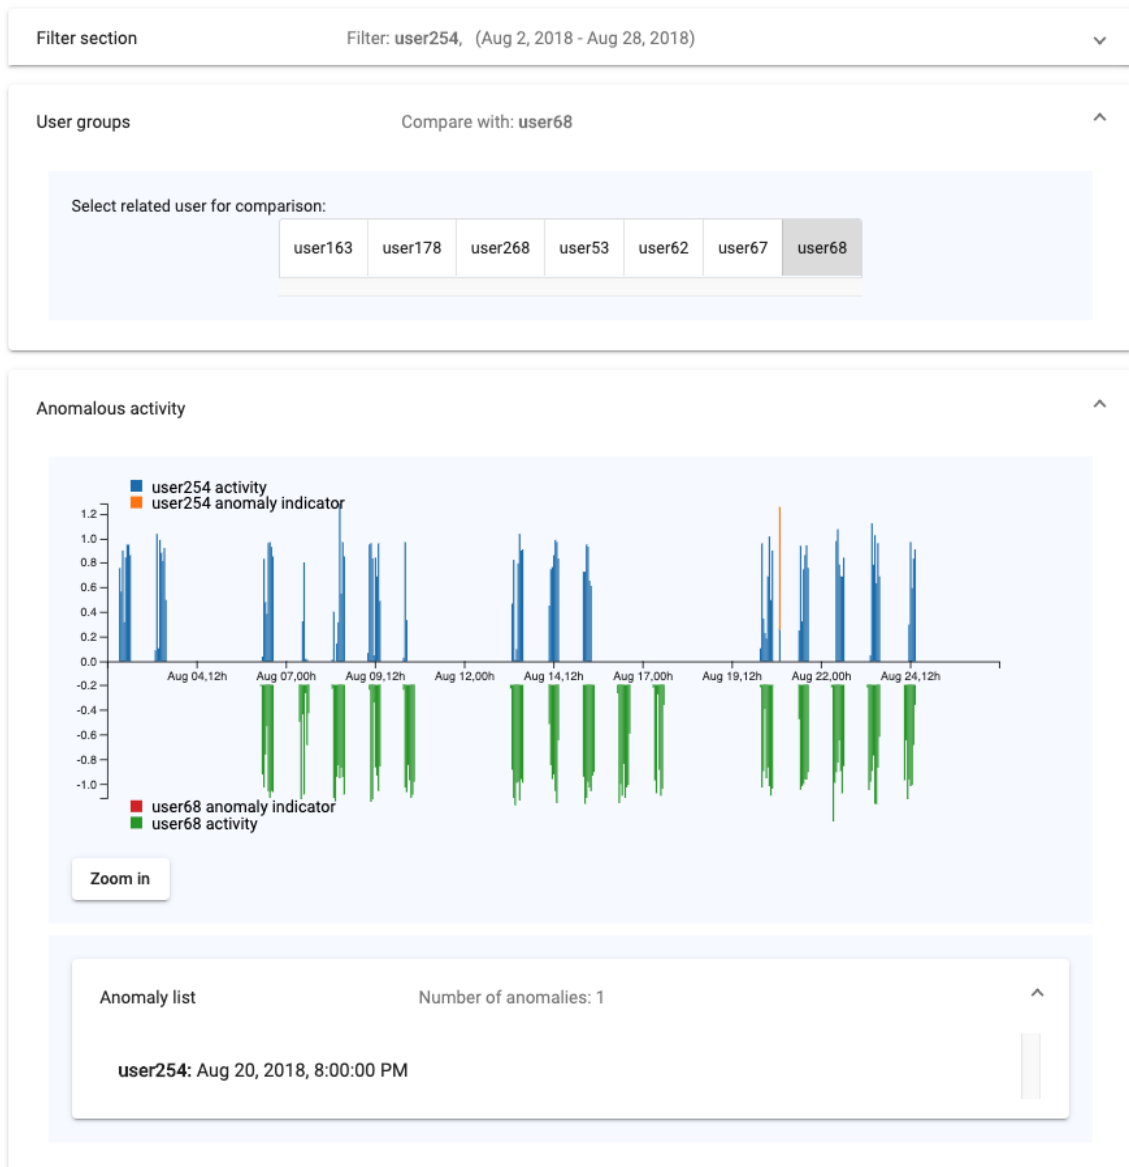 Filter section Filter: user254, (Aug 2, 2018 - Aug 28, 2018)
User groups Compare with: user68
Select related user for comparison:
user163 user178 user268 user53 user62 user67 user68
Anomalous activity
user254 activity
user254 anomaly indicator
1.2
1.0
0.8
0.6
0.4
0.2
0.0
Aug 04,12h Aug 07,00h Aug 09,12h Aug 12,00h Aug 14,12h Aug 17,00h Aug 19,12h Aug 22,00h Aug 24,12h
-0.2
-0.4
-0.6
-0.8
-1.0
user68 anomaly indicator
user68 activity
Zoom in
Anomaly list Number of anomalies: 1
user254: Aug 20, 2018, 8:00:00 PM